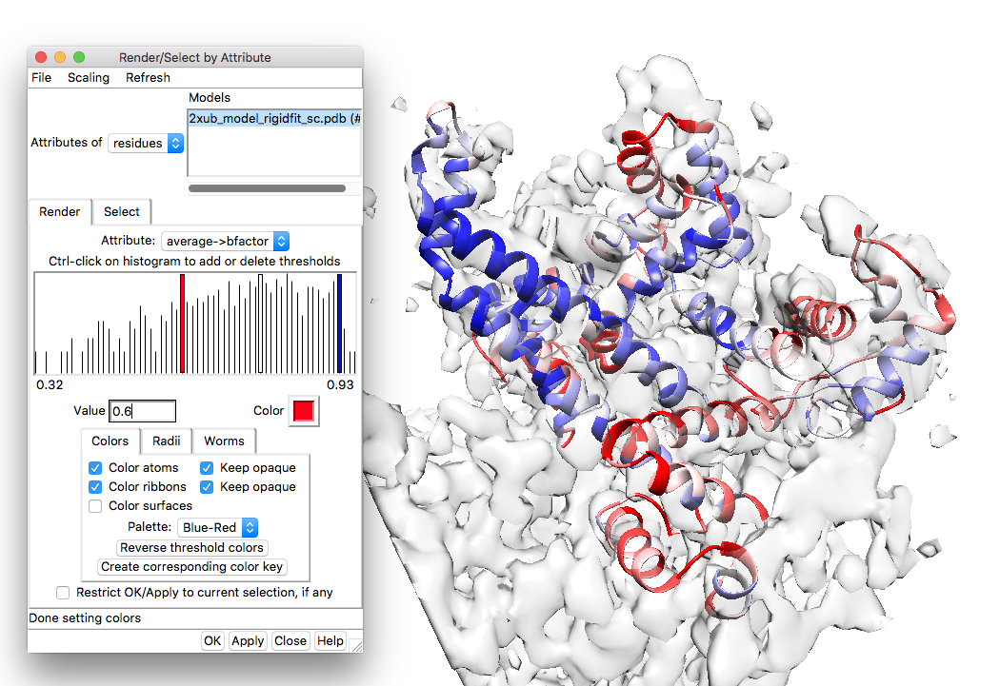 Render/Select by Attribute
File Scaling Refresh
Models
2xub_model_rigidfit_sc.pdb (#
Attributes of residues
Render Select
Attribute: average->bfactor
Ctrl-click on histogram to add or delete thresholds
0.32 0.93
Value 0.6 Color
Colors Radii Worms
Color atoms Keep opaque
Color ribbons Keep opaque
Color surfaces
Palette: Blue-Red
Reverse threshold colors
Create corresponding color key
Restrict OK/Apply to current selection, if any
Done setting colors
OK Apply Close Help